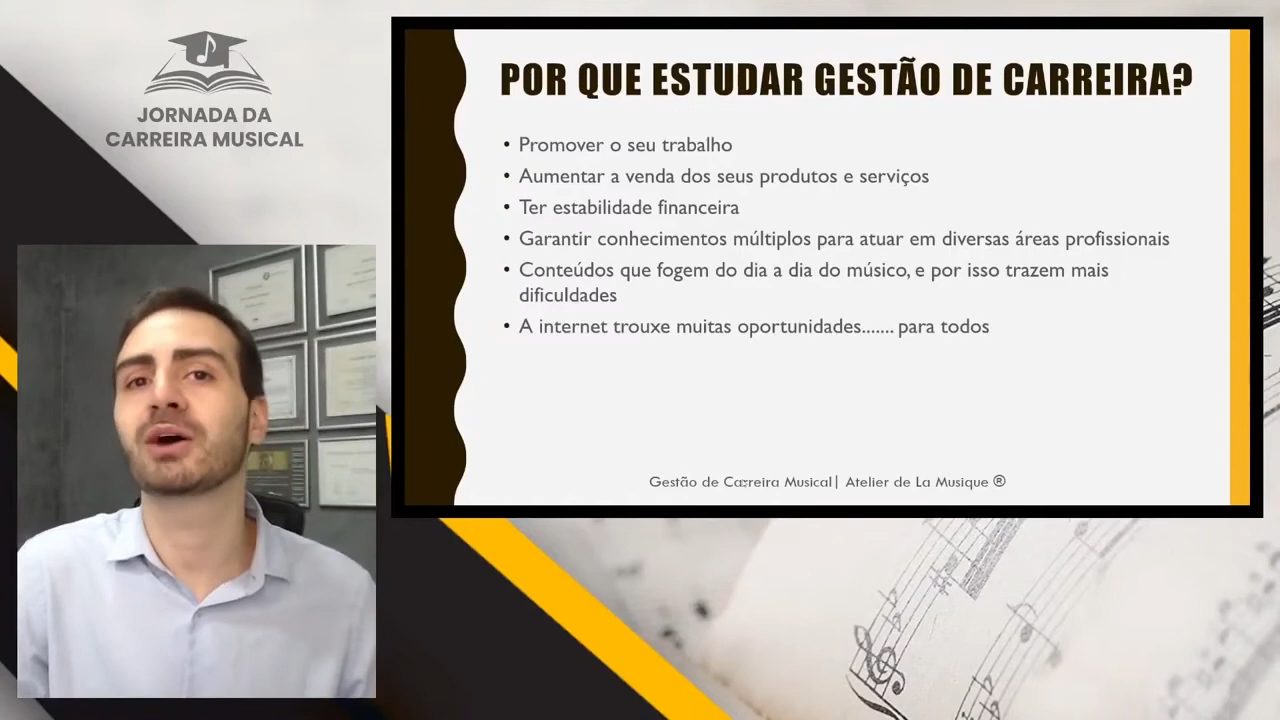 JORNADA DA
CARREIRA MUSICAL
POR QUE ESTUDAR GESTÃO DE CARREIRA?
• Promover o seu trabalho
• Aumentar a venda dos seus produtos e serviços
• Ter estabilidade financeira
• Garantir conhecimentos múltiplos para atuar em diversas áreas profissionais
• Conteúdos que fogem do dia a dia do músico, e por isso trazem mais
dificuldades
• A internet trouxe muitas oportunidades....... para todos
Gestão de Carreira Musical| Atelier de La Musique ®